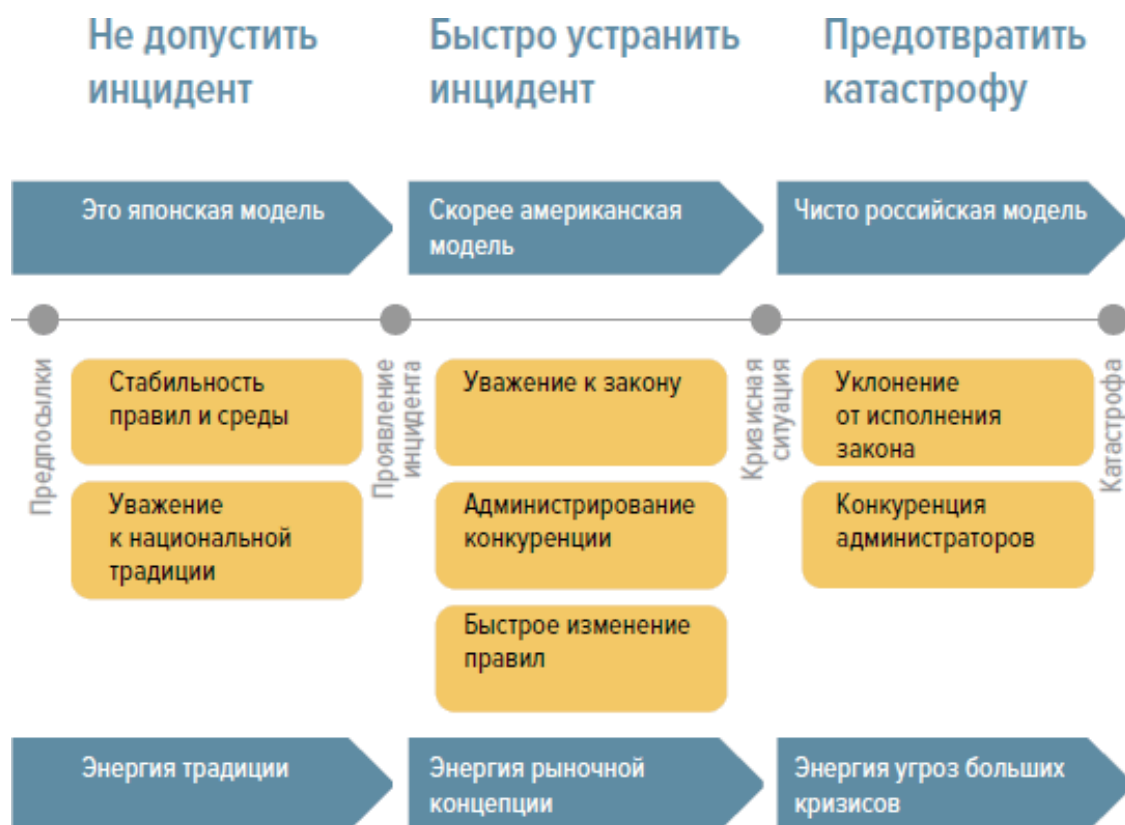 Не допустить
инцидент
Быстро устранить
инцидент
Предотвратить
катастрофу
Это японская модель
Скорее американская
модель
Чисто российская модель
Предпосылки
Стабильность
правил и среды
Уважение
к национальной
традиции
Проявление
инцидента
Уважение к закону
Администрирование
конкуренции
Быстрое изменение
правил
Кризисная
ситуация
Уклонение
от исполнения
закона
Конкуренция
администраторов
Катастрофа
Энергия традиции
Энергия рыночной
концепции
Энергия угроз больших
кризисов